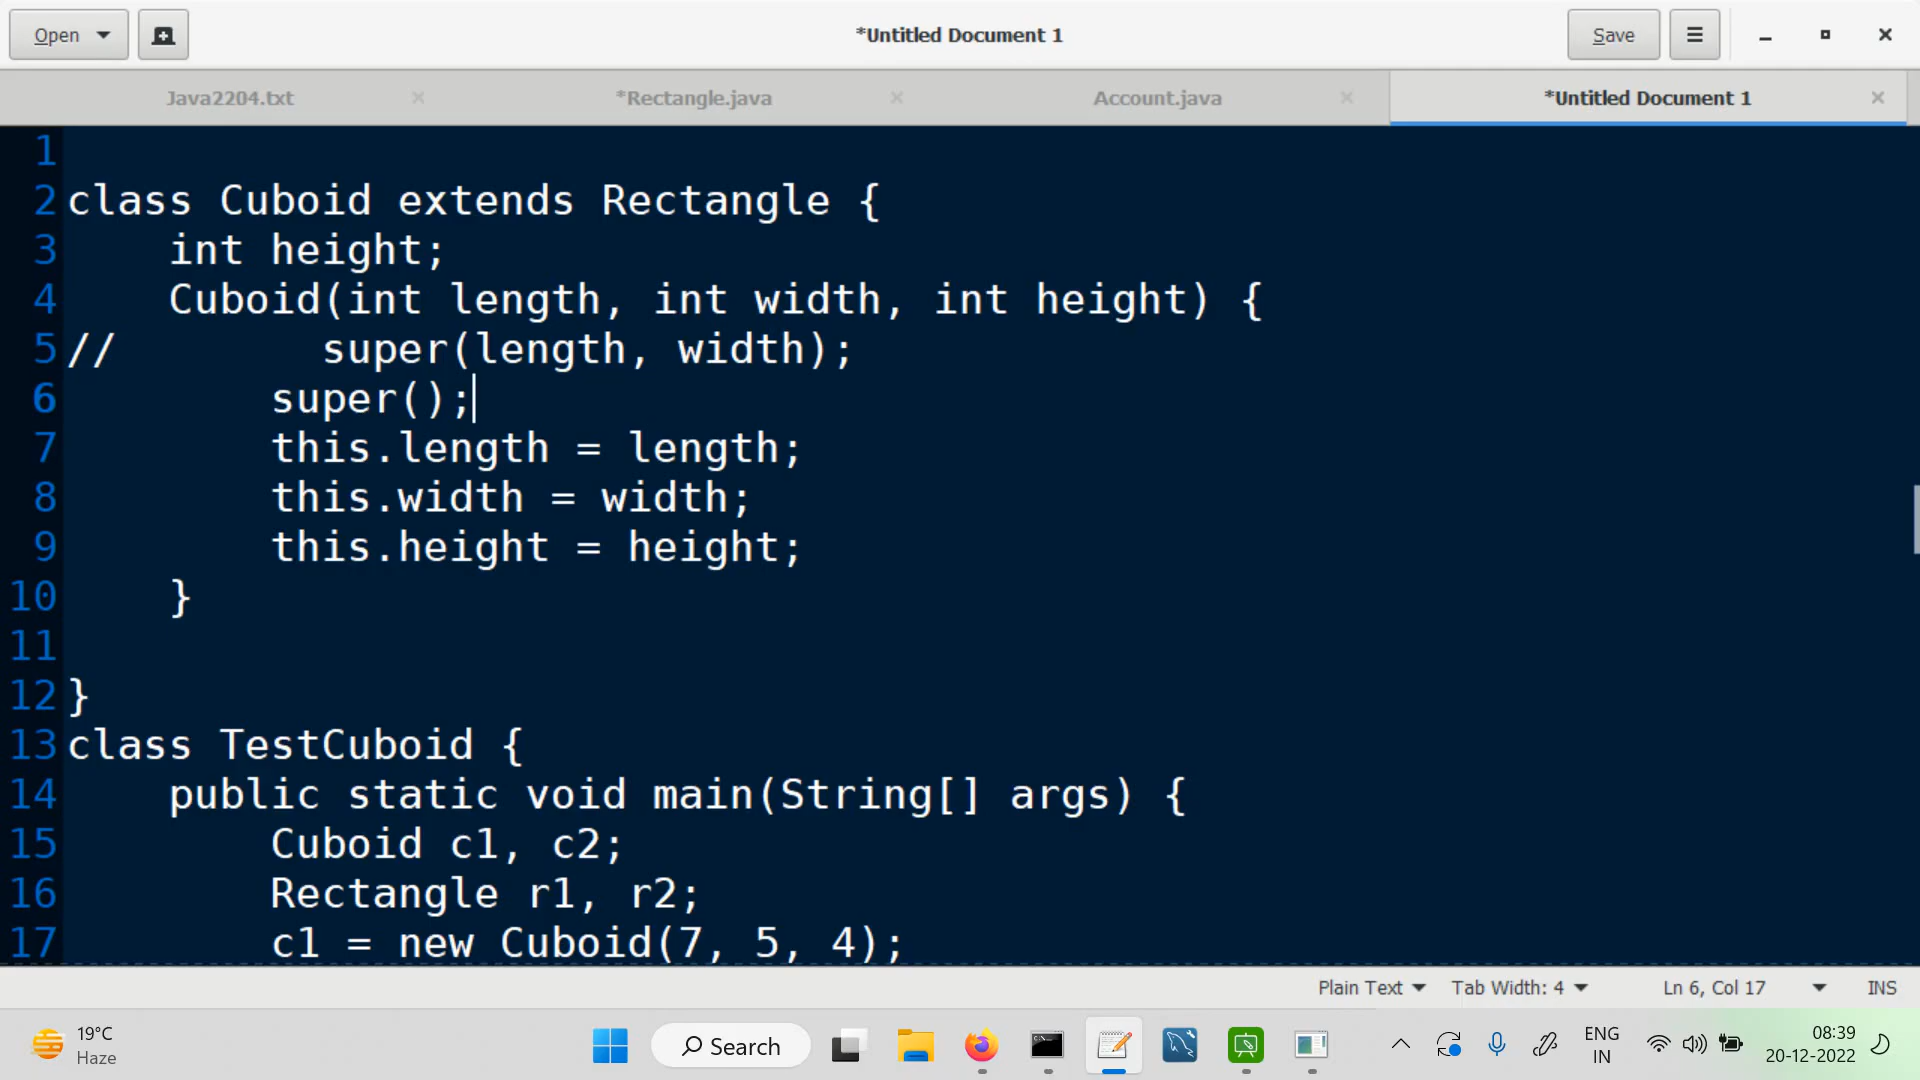 Open
*Untitled Document 1
Save
Java2204.txt
*Rectangle.java
Account.java
*Untitled Document 1
1
2 class Cuboid extends Rectangle {
3 int height;
4 Cuboid(int length, int width, int height) {
5 // super(length, width);
6 super();
7 this.length = length;
8 this.width = width;
9 this.height = height;
10 }
11
12 }
13 class TestCuboid {
14 public static void main(String[] args) {
15 Cuboid c1, c2;
16 Rectangle r1, r2;
17 c1 = new Cuboid(7, 5, 4);
Plain Text Tab Width: 4 Ln 6, Col 17 INS
19°C
Haze
Search
ENG
IN
08:39
20-12-2022